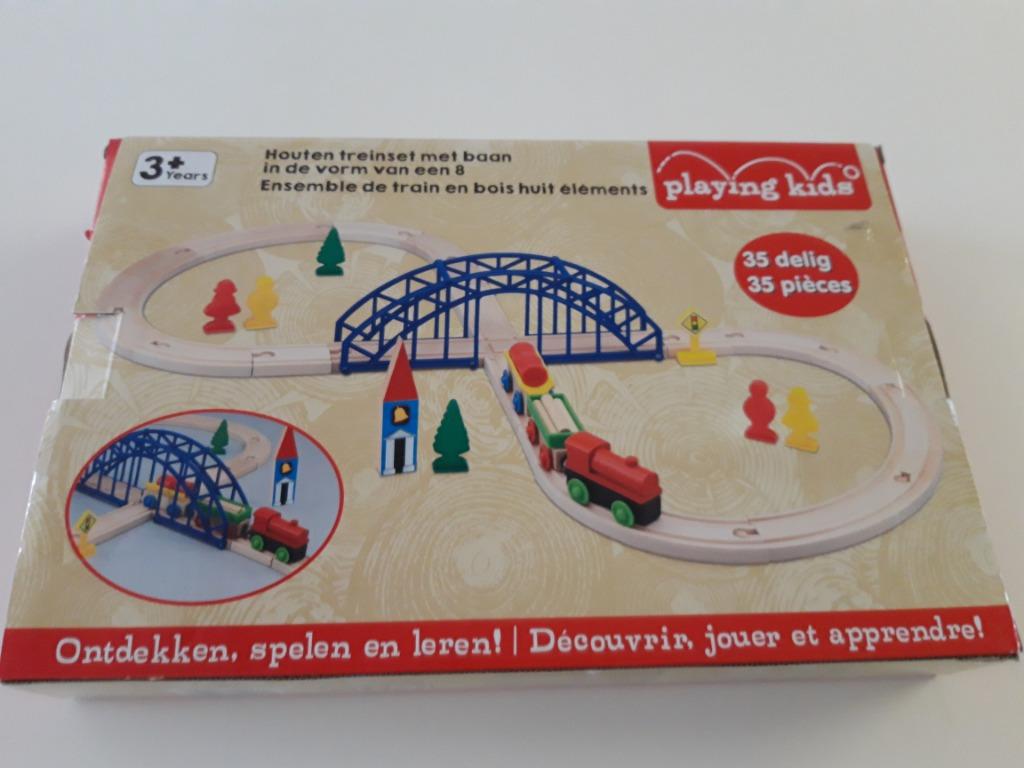 3+
Years
Houten treinset met baan
in de vorm van een 8
Ensemble de train en bois huit éléments
playing kids
35 delig
35 pièces
Ontdekken, spelen en leren! | Découvrir, jouer et apprendre!